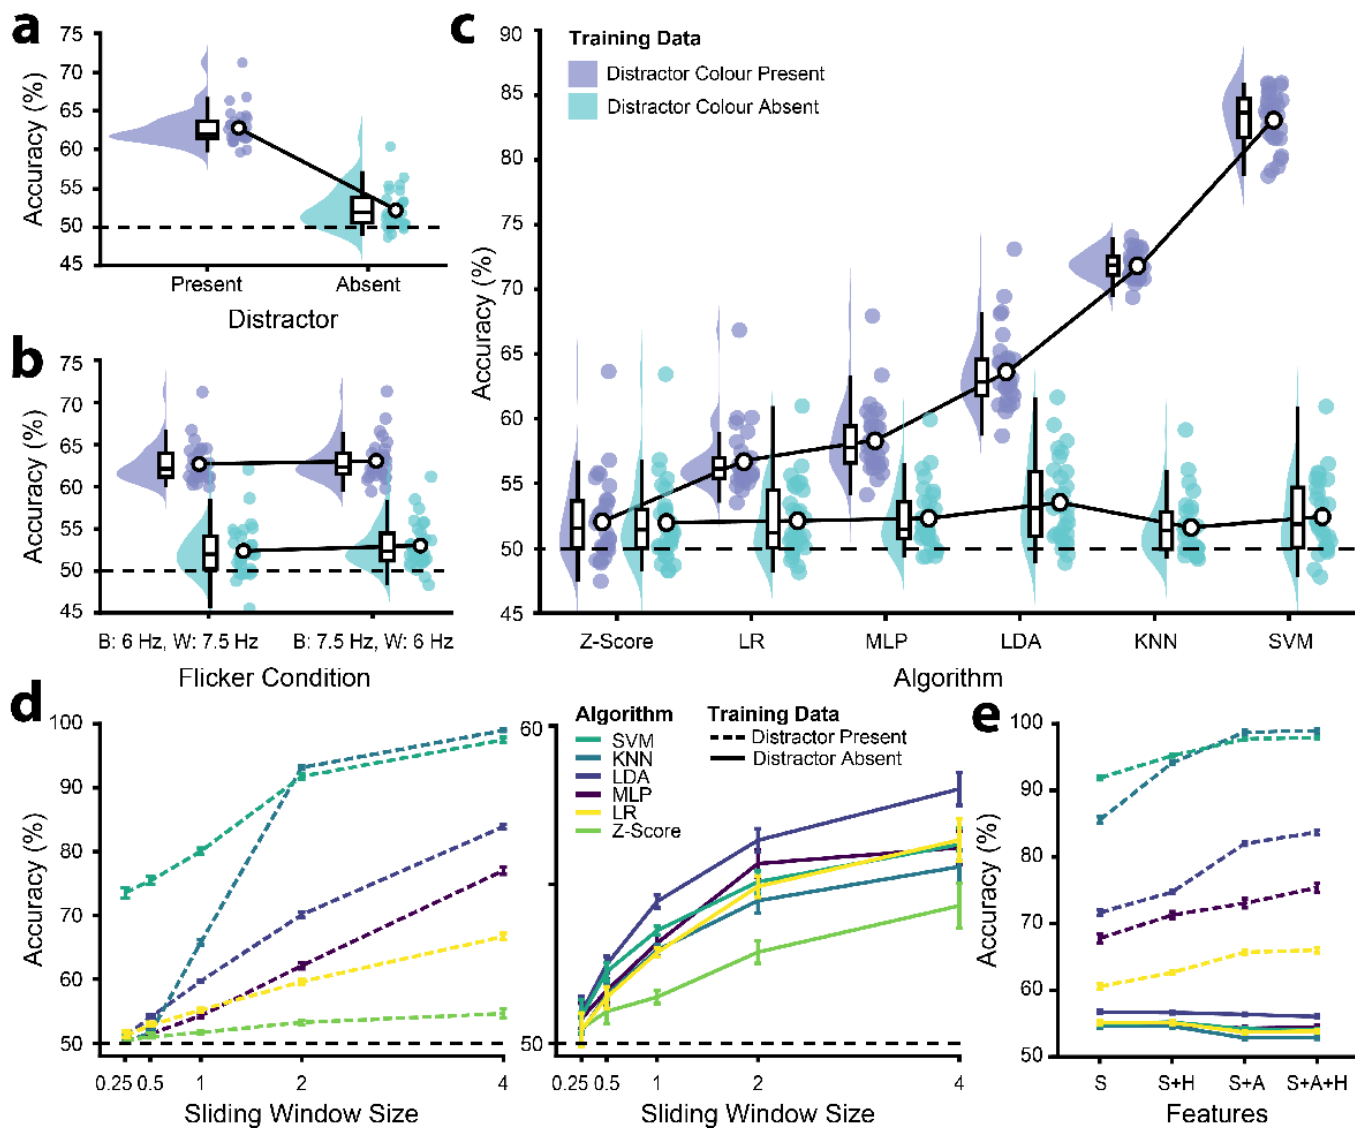 a
75
70
65
60
55
50
45
Accuracy (%)
Present
Absent
Distractor
b
75
70
65
60
55
50
45
Accuracy (%)
B: 6 Hz, W: 7.5 Hz
B: 7.5 Hz, W: 6 Hz
Flicker Condition
c
90
85
80
75
70
65
60
55
50
45
Accuracy (%)
Training Data
Distractor Colour Present
Distractor Colour Absent
Z-Score
LR
MLP
LDA
KNN
SVM
Algorithm
d
100
90
80
70
60
50
Accuracy (%)
0.25
0.5
1
2
4
Sliding Window Size
60
50
0.25
0.5
1
2
4
Sliding Window Size
Algorithm
SVM
KNN
LDA
MLP
LR
Z-Score
Training Data
Distractor Present
Distractor Absent
e
100
90
80
70
60
50
Accuracy (%)
S
S+H
S+A
S+A+H
Features